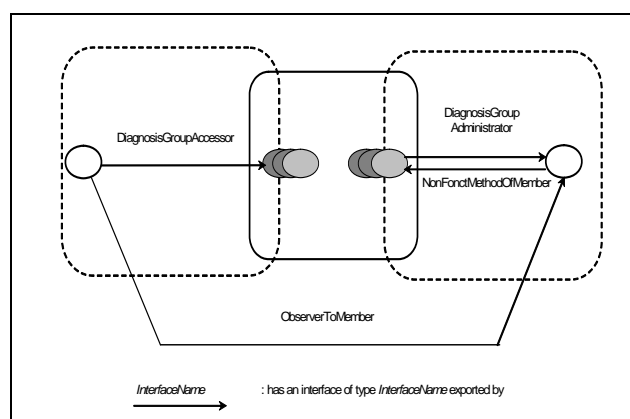 DiagnosisGroupAccessor
DiagnosisGroup
Administrator
NonFonctMethodOfMember
ObserverToMember
InterfaceName : has an interface of type InterfaceName exported by